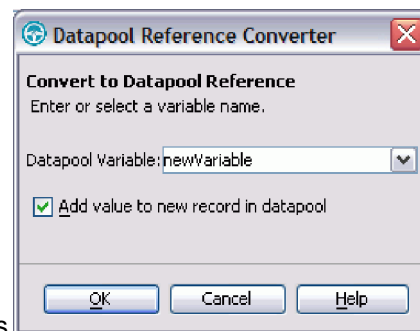 Datapool Reference Converter
Convert to Datapool Reference
Enter or select a variable name.
Datapool Variable: newVariable
Add value to new record in datapool
OK Cancel Help
s